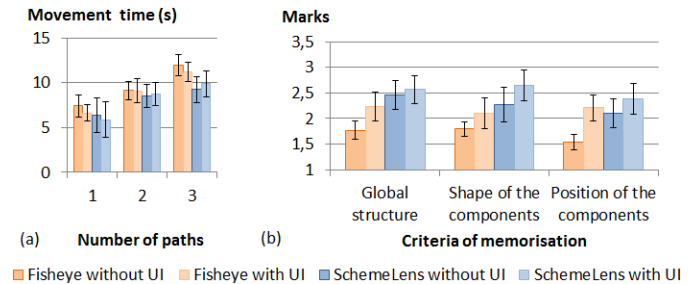 Movement time (s)
15
10
5
0
1 2 3
(a) Number of paths
Marks
3,5
3
2,5
2
1,5
1
Global structure
Shape of the components
Position of the components
(b) Criteria of memorisation
Fisheye without UI Fisheye with UI SchemeLens without UI SchemeLens with UI